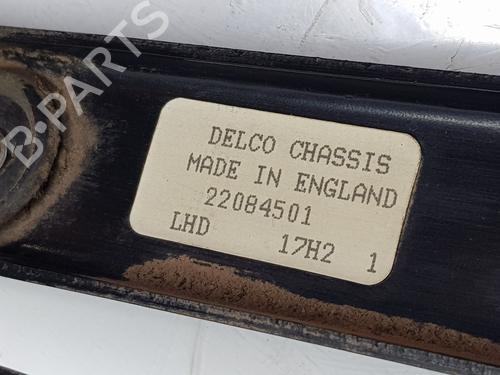 B-PARTS
DELCO CHASSIS
MADE IN ENGLAND
22084501
LHD 17H2 1